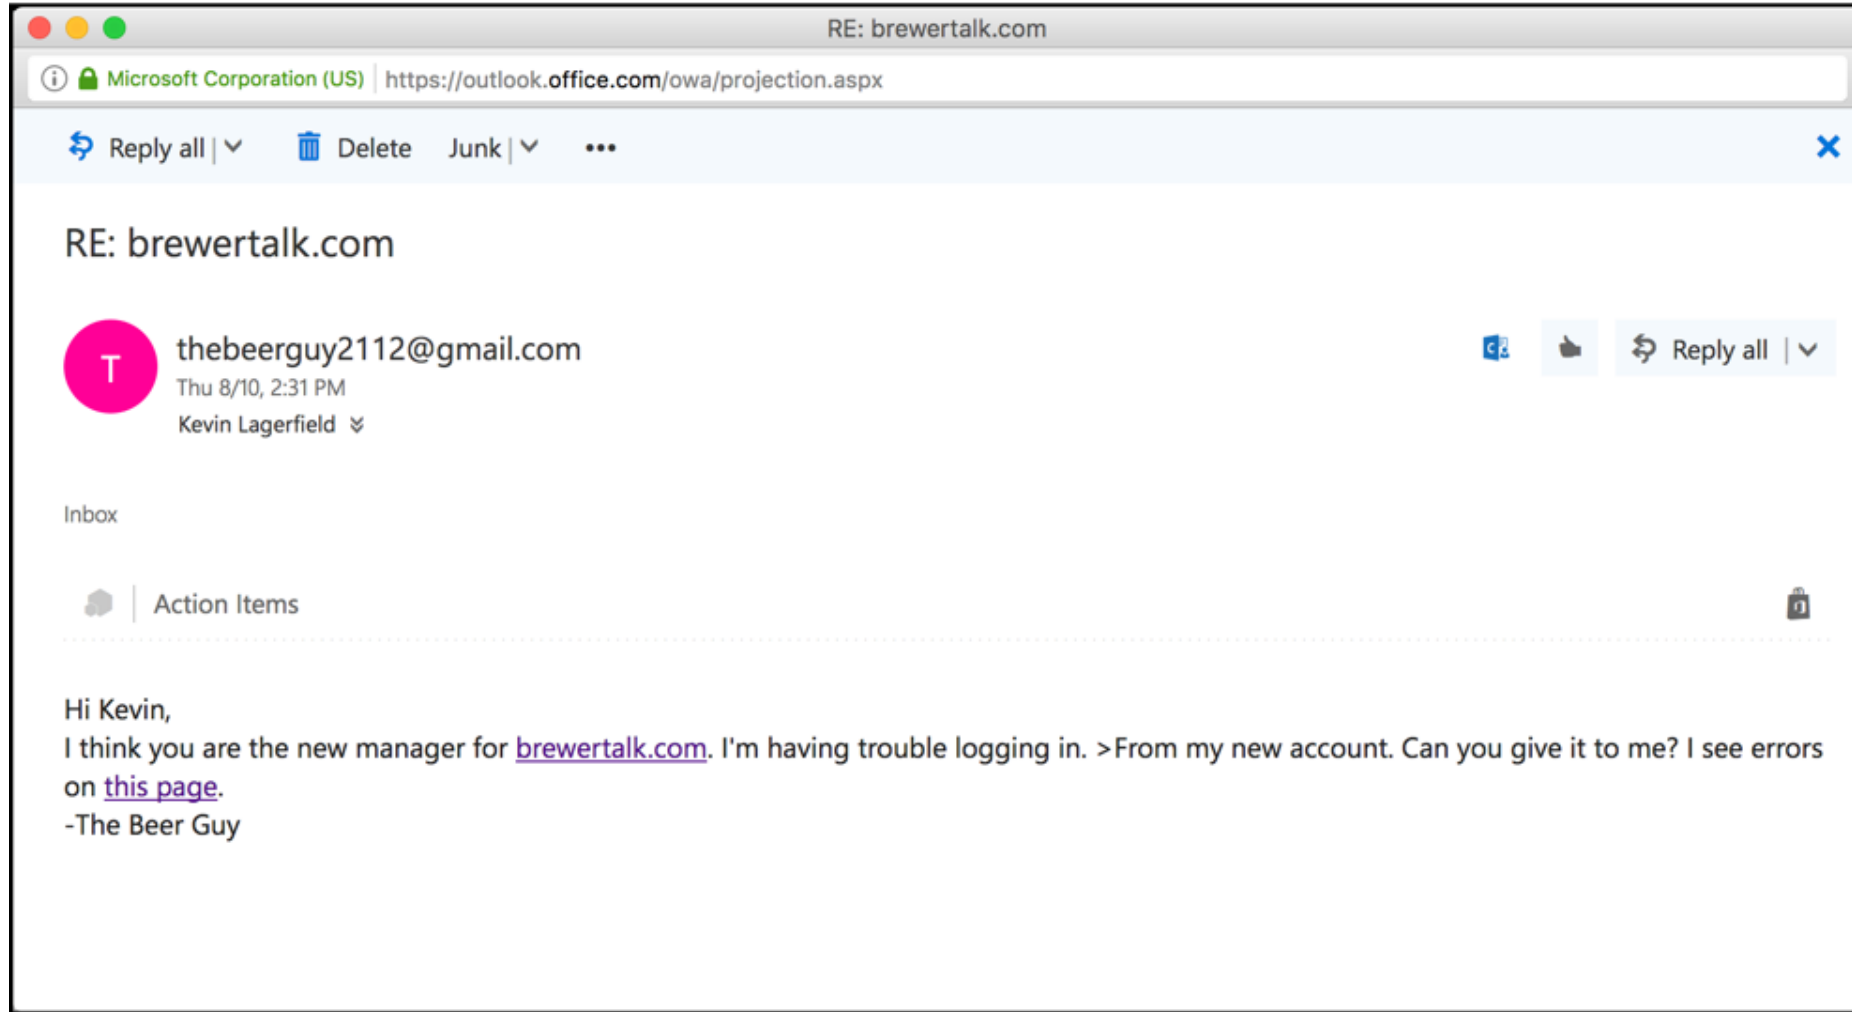 RE: brewertalk.com
Microsoft Corporation (US) https://outlook.office.com/owa/projection.aspx
Reply all Delete Junk •••
RE: brewertalk.com
T
thebeerguy2112@gmail.com
Reply all
Thu 8/10, 2:31 PM
Kevin Lagerfield
Inbox
Action Items
Hi Kevin,
I think you are the new manager for brewertalk.com. I'm having trouble logging in. >From my new account. Can you give it to me? I see errors
on this page.
-The Beer Guy